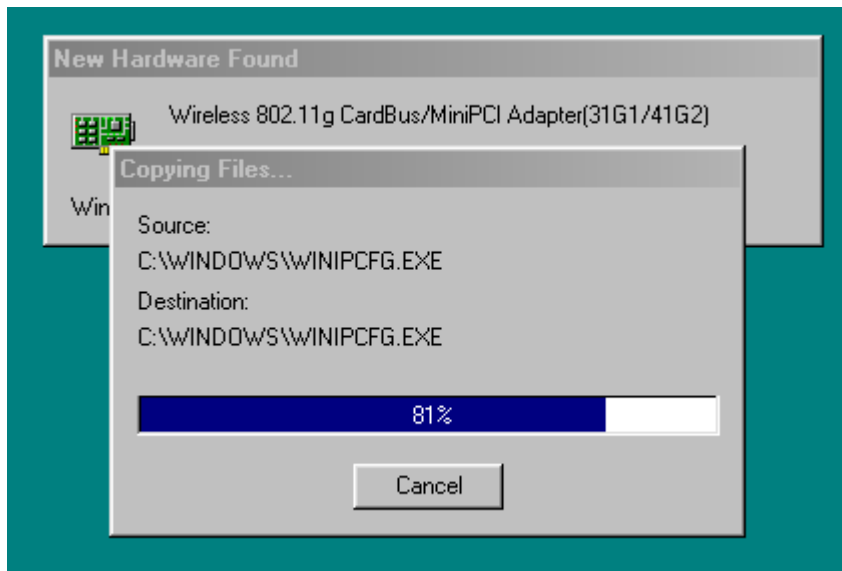 New Hardware Found
Wireless 802.11g CardBus/MiniPCI Adapter(31G1/41G2)
Win
Copying Files...
Source:
C:\WINDOWS\WINIPCFG.EXE
Destination:
C:\WINDOWS\WINIPCFG.EXE
81%
Cancel